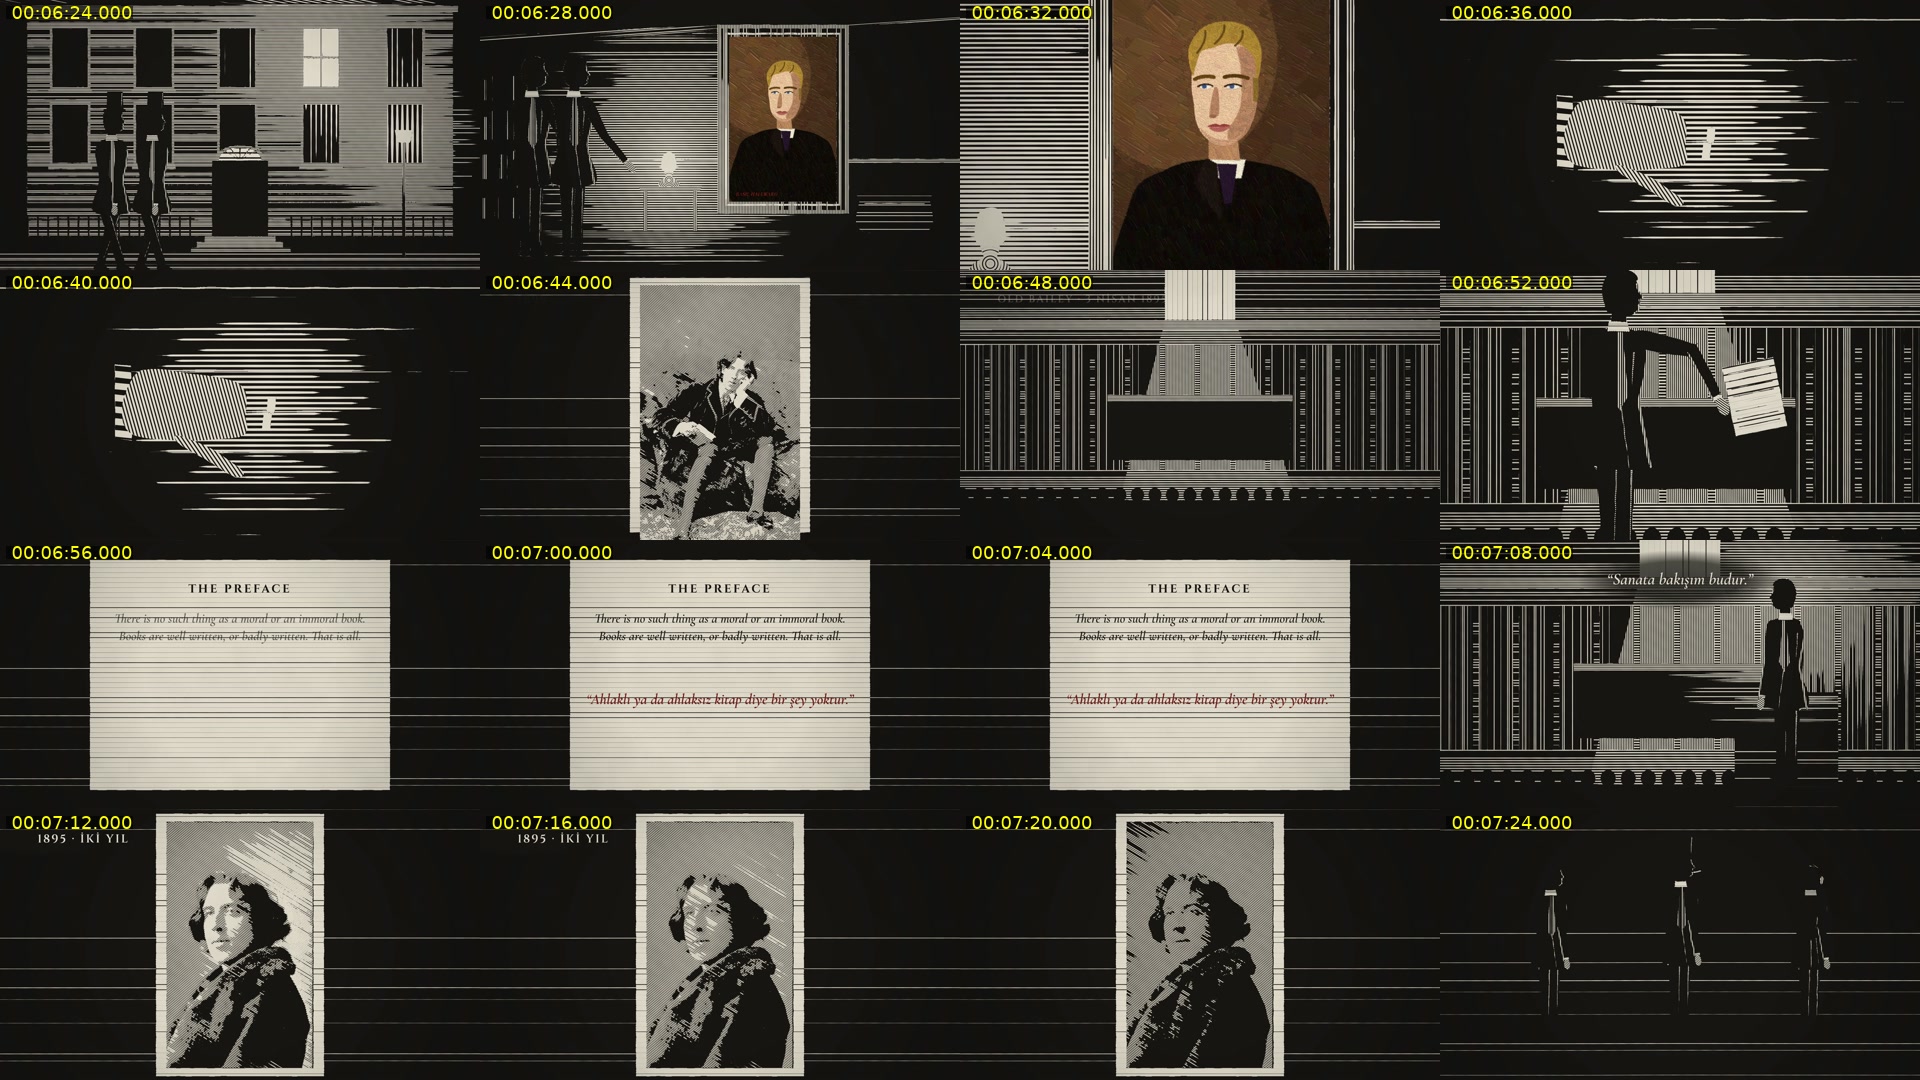 00:06:24.000
00:06:28.000
00:06:32.000
00:06:36.000
00:06:40.000
00:06:44.000
00:06:48.000
OLD BAILEY · 3 NİSAN 189
00:06:52.000
00:06:56.000
THE PREFACE
There is no such thing as a moral or an immoral book.
Books are well written, or badly written. That is all.
00:07:00.000
THE PREFACE
There is no such thing as a moral or an immoral book.
Books are well written, or badly written. That is all.
“Ahlaklı ya da ahlaksız kitap diye bir şey yoktur.”
00:07:04.000
THE PREFACE
There is no such thing as a moral or an immoral book.
Books are well written, or badly written. That is all.
“Ahlaklı ya da ahlaksız kitap diye bir şey yoktur.”
00:07:08.000
“Sanata bakışım budur.”
00:07:12.000
1895 · İKİ YIL
00:07:16.000
1895 · İKİ YIL
00:07:20.000
00:07:24.000